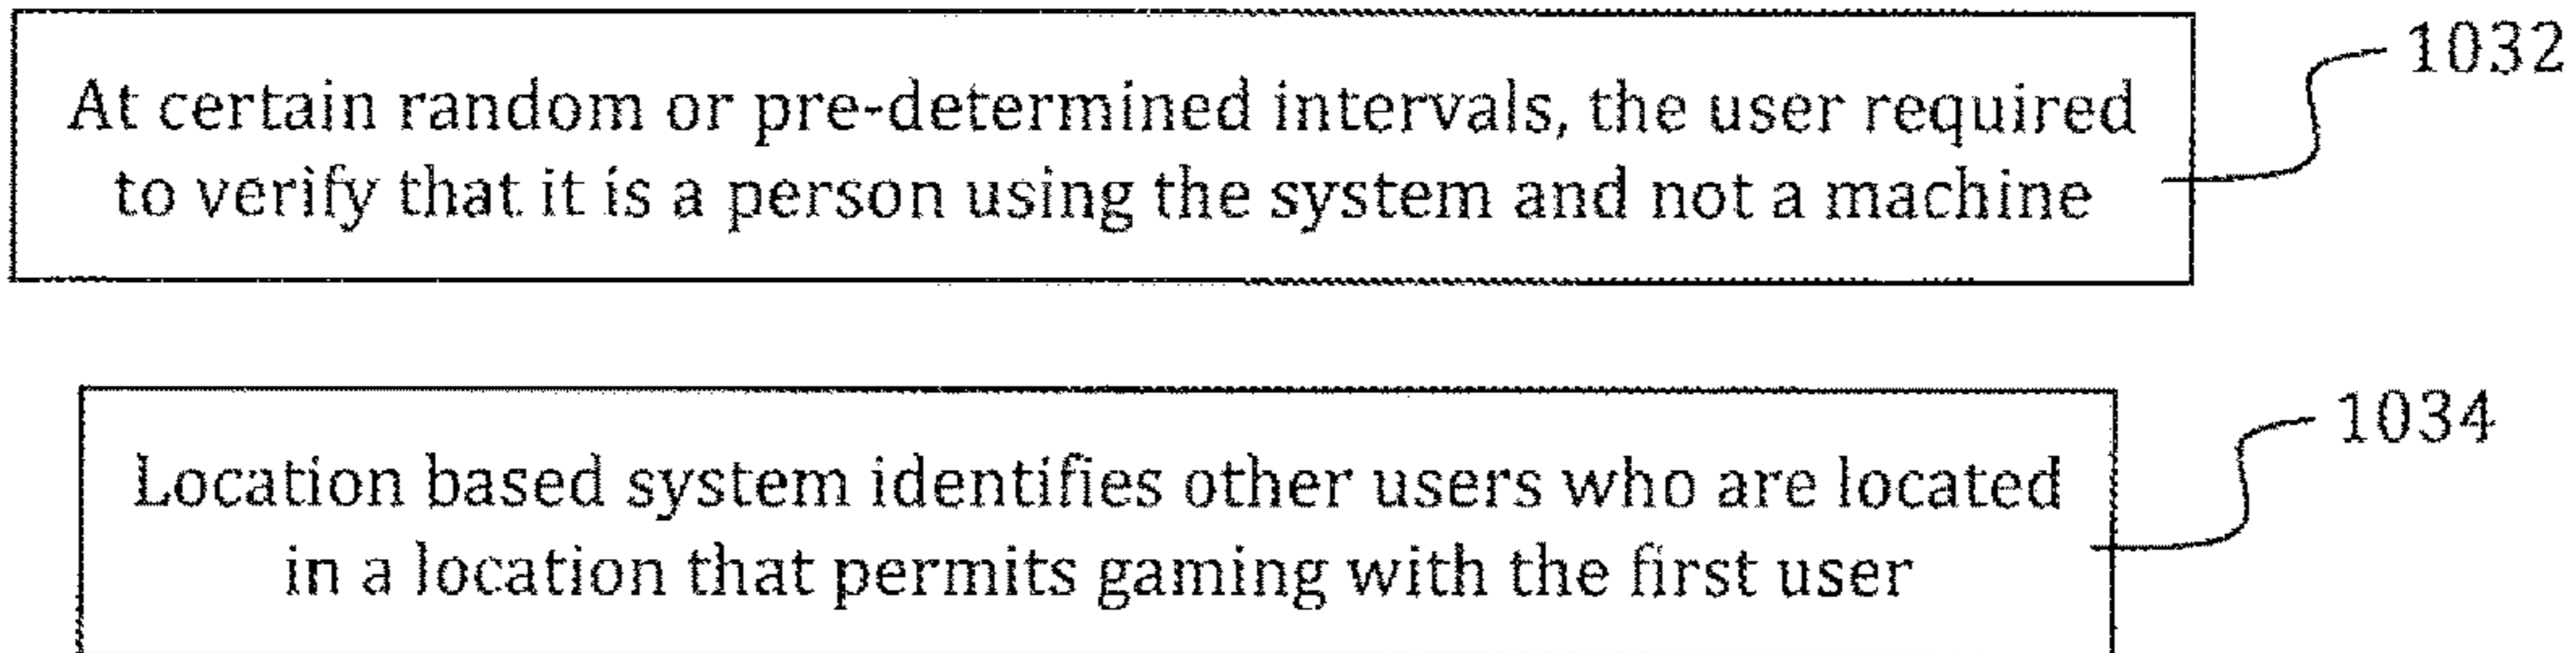 At certain random or pre-determined intervals, the user required
to verify that it is a person using the system and not a machine
1032
Location based system identifies other users who are located
in a location that permits gaming with the first user
1034